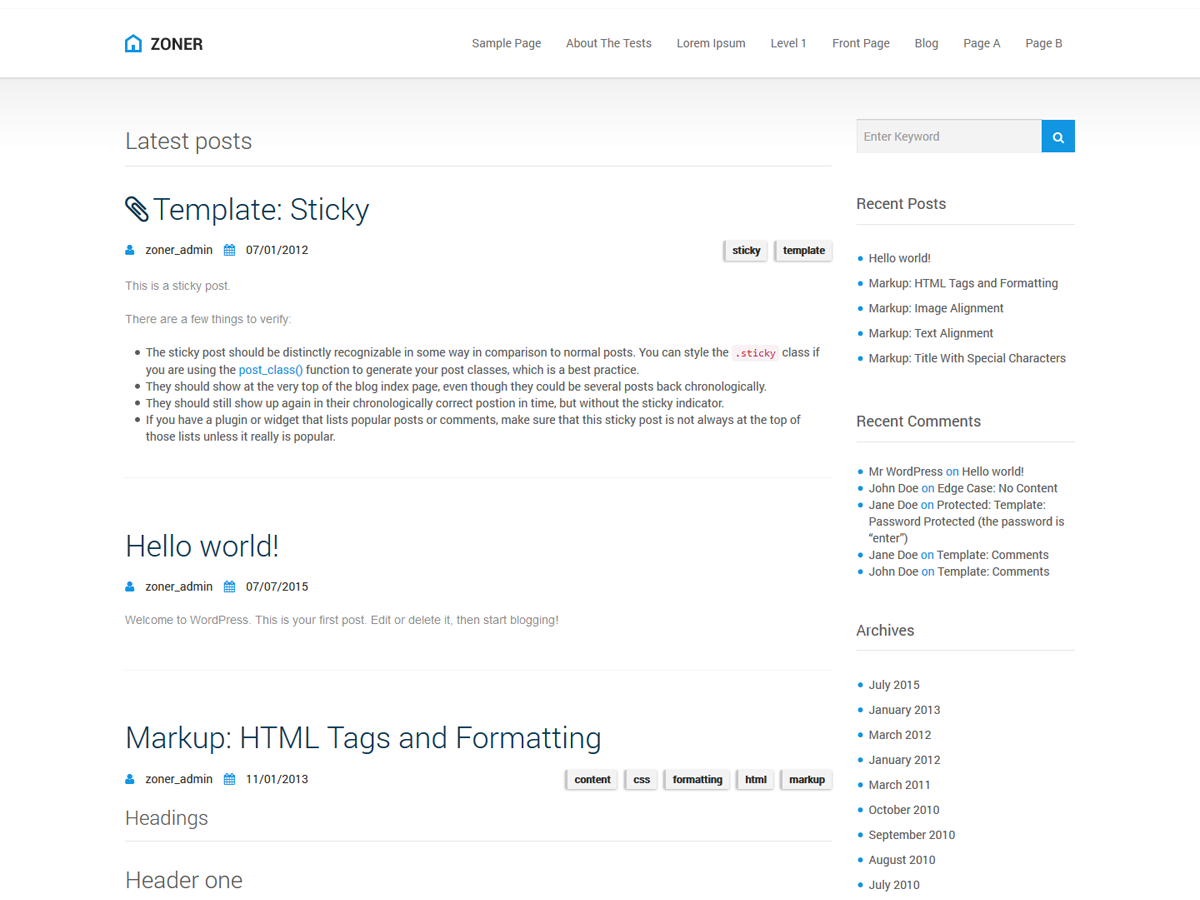 ZONER
Sample Page
About The Tests
Lorem Ipsum
Level 1
Front Page
Blog
Page A
Page B
Latest posts
Template: Sticky
zoner_admin
07/01/2012
sticky
template
This is a sticky post.
There are a few things to verify:
The sticky post should be distinctly recognizable in some way in comparison to normal posts. You can style the .sticky class if
you are using the post_class() function to generate your post classes, which is a best practice.
They should show at the very top of the blog index page, even though they could be several posts back chronologically.
They should still show up again in their chronologically correct postion in time, but without the sticky indicator.
If you have a plugin or widget that lists popular posts or comments, make sure that this sticky post is not always at the top of
those lists unless it really is popular.
Hello world!
zoner_admin
07/07/2015
Welcome to WordPress. This is your first post. Edit or delete it, then start blogging!
Markup: HTML Tags and Formatting
zoner_admin
11/01/2013
content
css
formatting
html
markup
Headings
Header one
Enter Keyword
Recent Posts
Hello world!
Markup: HTML Tags and Formatting
Markup: Image Alignment
Markup: Text Alignment
Markup: Title With Special Characters
Recent Comments
Mr WordPress on Hello world!
John Doe on Edge Case: No Content
Jane Doe on Protected: Template:
Password Protected (the password is
“enter”)
Jane Doe on Template: Comments
John Doe on Template: Comments
Archives
July 2015
January 2013
March 2012
January 2012
March 2011
October 2010
September 2010
August 2010
July 2010